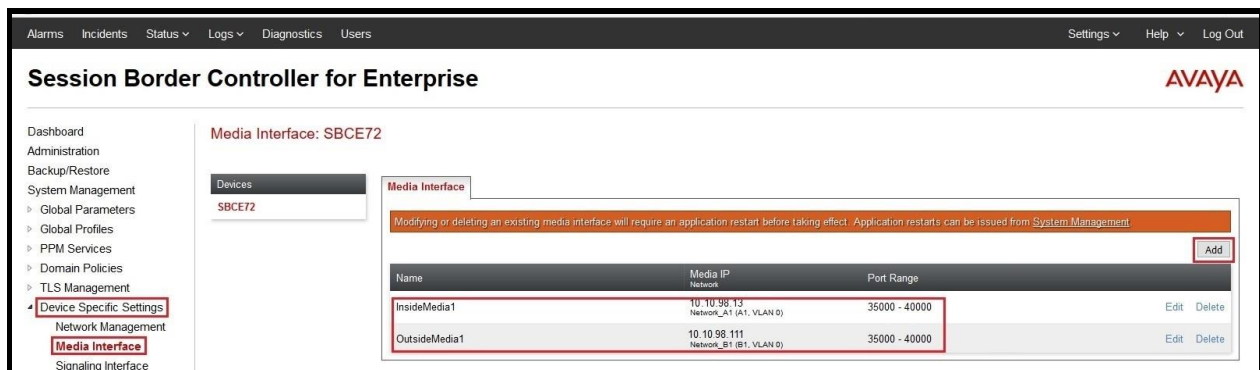 Alarms Incidents Status Logs Diagnostics Users Settings Help Log Out
Session Border Controller for Enterprise
AVAYA
Dashboard
Administration
Backup/Restore
System Management
Global Parameters
Global Profiles
PPM Services
Domain Policies
TLS Management
Device Specific Settings
Network Management
Media Interface
Signaling Interface
Media Interface: SBCE72
Devices
SBCE72
Media Interface
Modifying or deleting an existing media interface will require an application restart before taking effect. Application restarts can be issued from System Management.
Add
Name Media IP Port Range
Network
InsideMedia1 10.10.98.13 35000 - 40000 Edit Delete
Network_A1 (A1, VLAN 0)
OutsideMedia1 10.10.98.111 35000 - 40000 Edit Delete
Network_B1 (B1, VLAN 0)